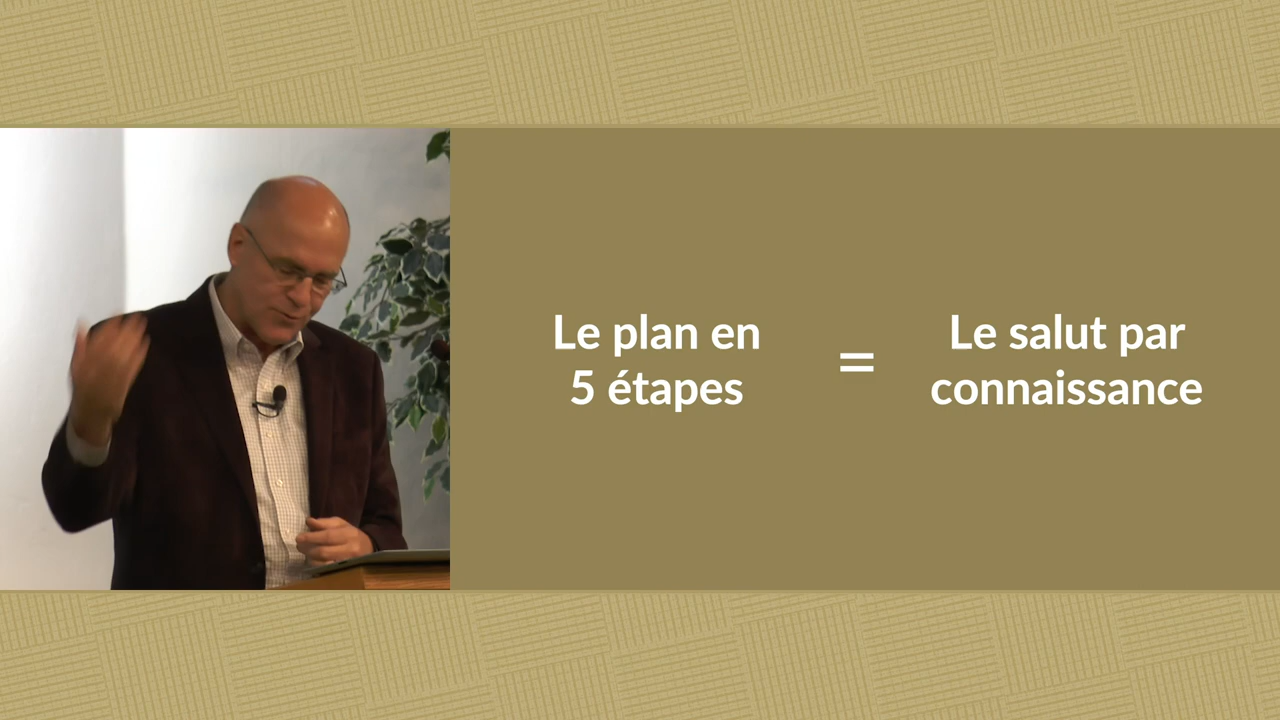 Le plan en
5 étapes
=
Le salut par
connaissance